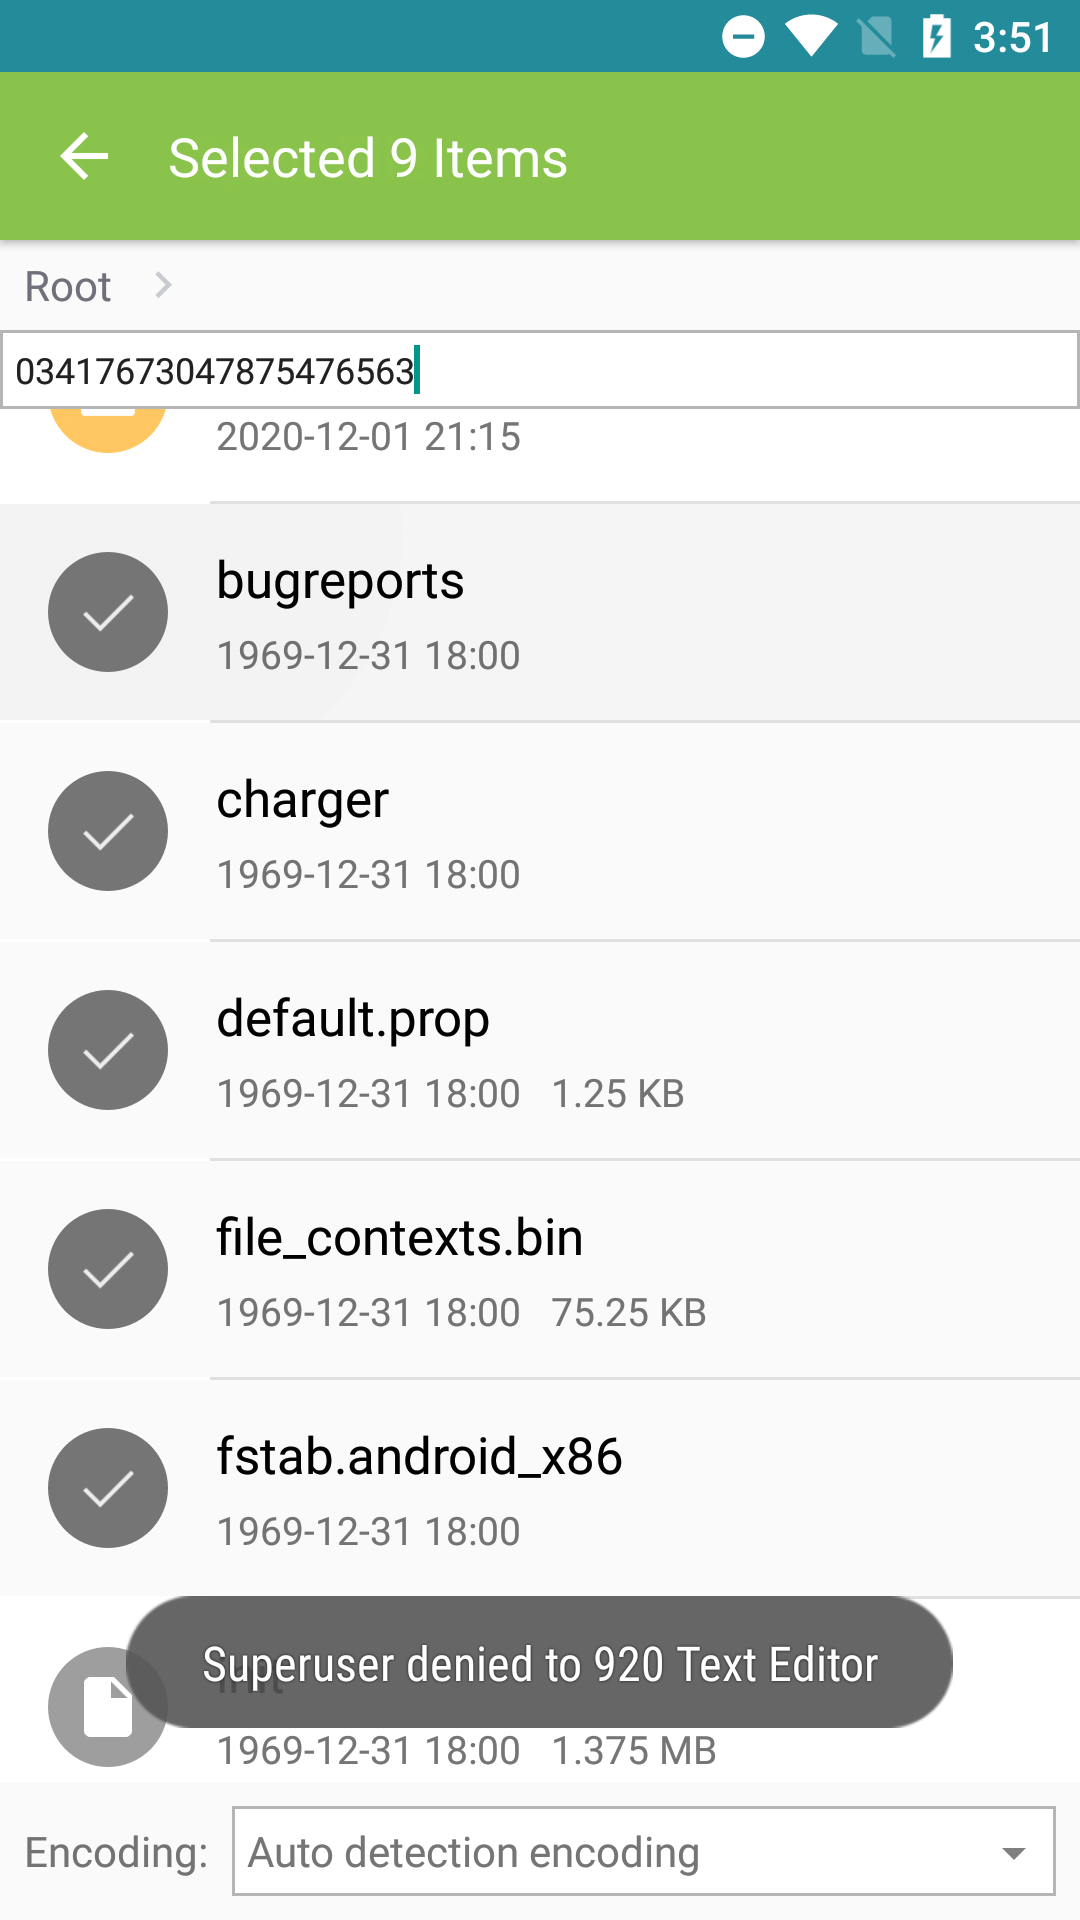 3:51
Selected 9 Items
Root
03417673047875476563
2020-12-01 21:15
bugreports
1969-12-31 18:00
charger
1969-12-31 18:00
default.prop
1969-12-31 18:00 1.25 KB
file_contexts.bin
1969-12-31 18:00 75.25 KB
fstab.android_x86
1969-12-31 18:00
Superuser denied to 920 Text Editor
1969-12-31 18:00 1.375 MB
Encoding: Auto detection encoding